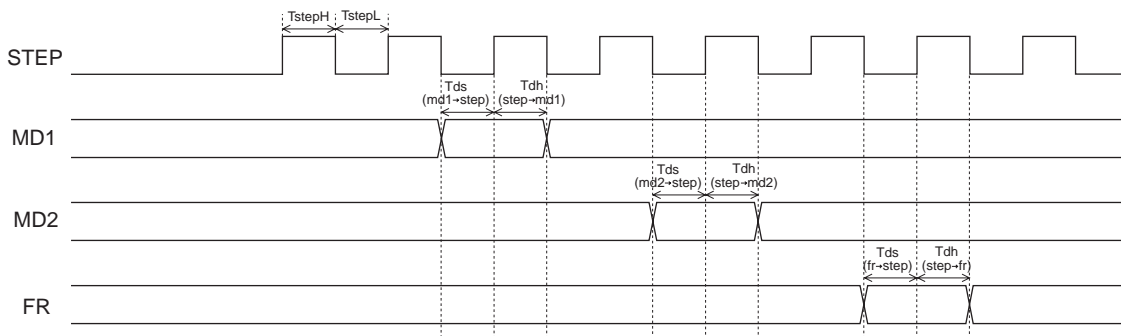 TstepH TstepL
STEP
Tds Tdh
(md1→step) (step→md1)
MD1
Tds Tdh
(md2→step) (step→md2)
MD2
Tds Tdh
(fr→step) (step→fr)
FR